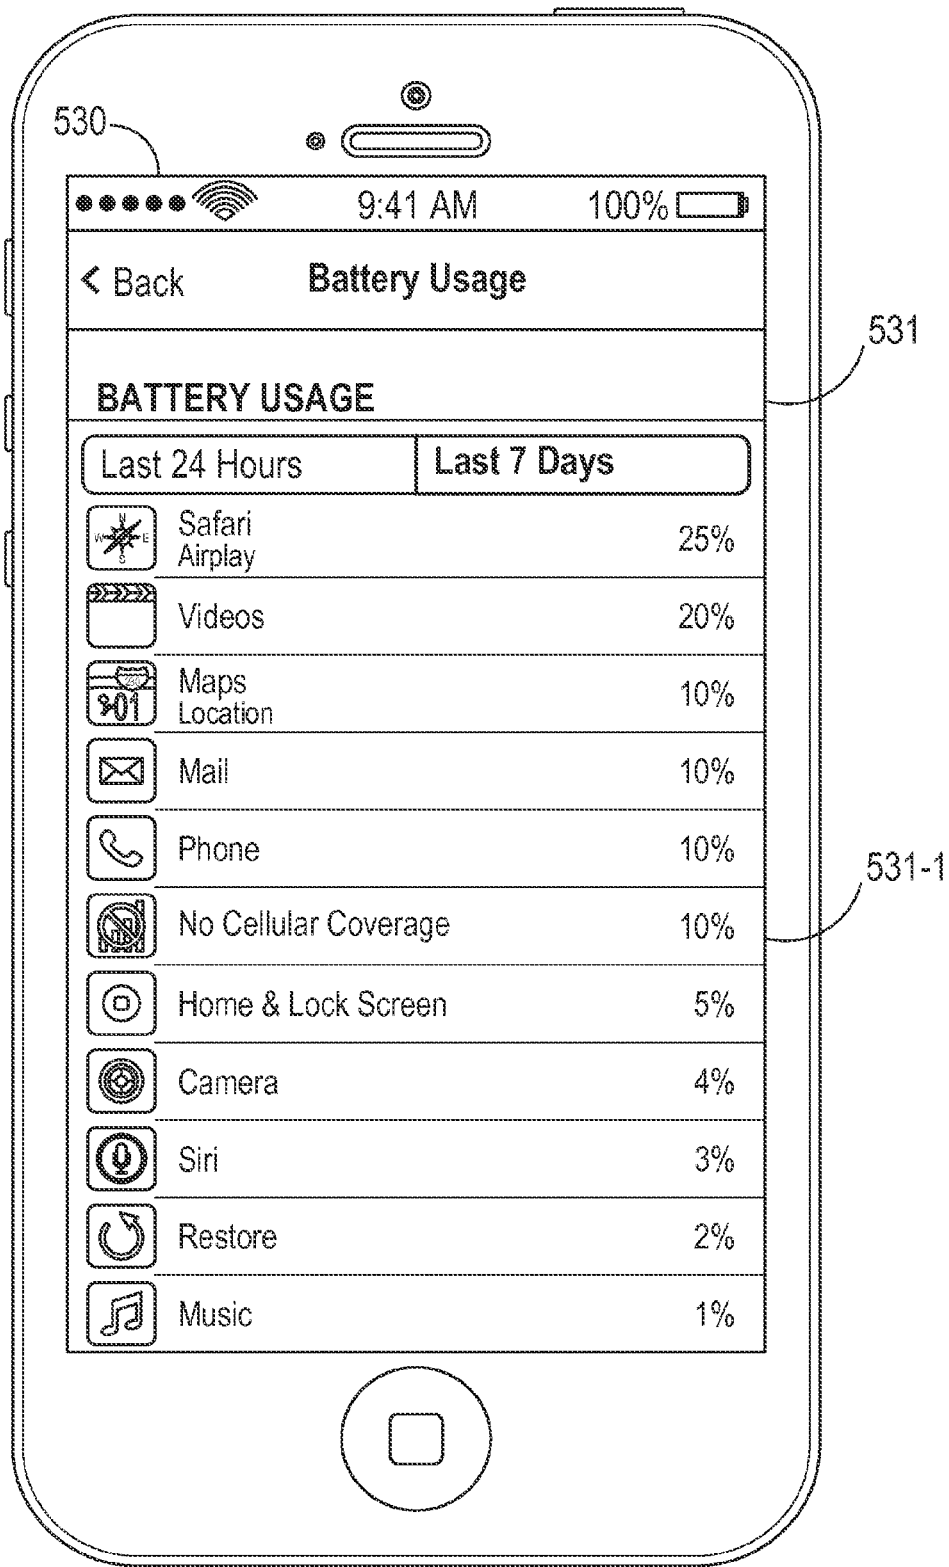 530
9:41 AM 100%
< Back Battery Usage
531
BATTERY USAGE
Last 24 Hours Last 7 Days
N
W E
S
Safari 25%
Airplay
Videos 20%
280
Maps 10%
Location
Mail 10%
Phone 10%
531-1
No Cellular Coverage 10%
Home & Lock Screen 5%
Camera 4%
Siri 3%
Restore 2%
Music 1%